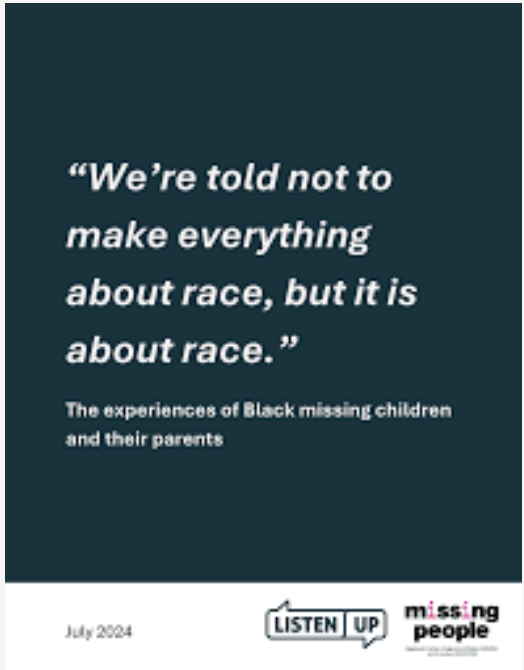 “We’re told not to
make everything
about race, but it is
about race.”
The experiences of Black missing children
and their parents
July 2024
LISTEN UP
missing
people